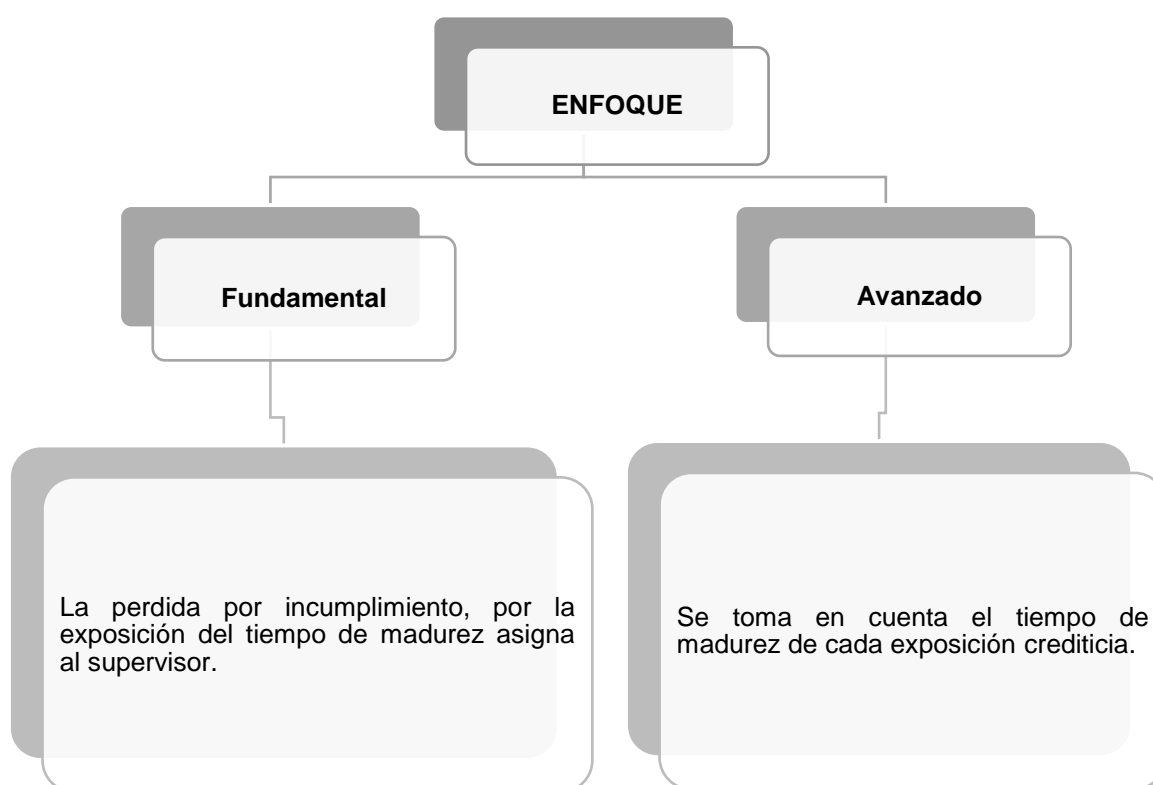 ENFOQUE
Fundamental
Avanzado
La perdida por incumplimiento, por la
exposición del tiempo de madurez asigna
al supervisor.
Se toma en cuenta el tiempo de
madurez de cada exposición crediticia.